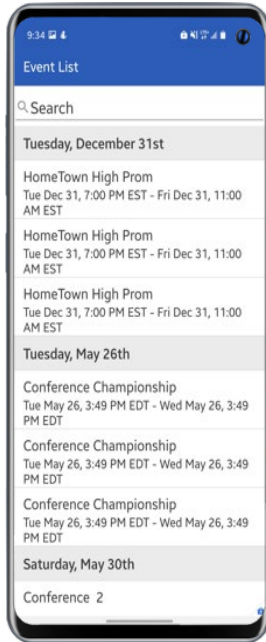 9:34
Event List
Search
Tuesday, December 31st
HomeTown High Prom
Tue Dec 31, 7:00 PM EST - Fri Dec 31, 11:00
AM EST
HomeTown High Prom
Tue Dec 31, 7:00 PM EST - Fri Dec 31, 11:00
AM EST
HomeTown High Prom
Tue Dec 31, 7:00 PM EST - Fri Dec 31, 11:00
AM EST
Tuesday, May 26th
Conference Championship
Tue May 26, 3:49 PM EDT - Wed May 26, 3:49
PM EDT
Conference Championship
Tue May 26, 3:49 PM EDT - Wed May 26, 3:49
PM EDT
Conference Championship
Tue May 26, 3:49 PM EDT - Wed May 26, 3:49
PM EDT
Saturday, May 30th
Conference 2